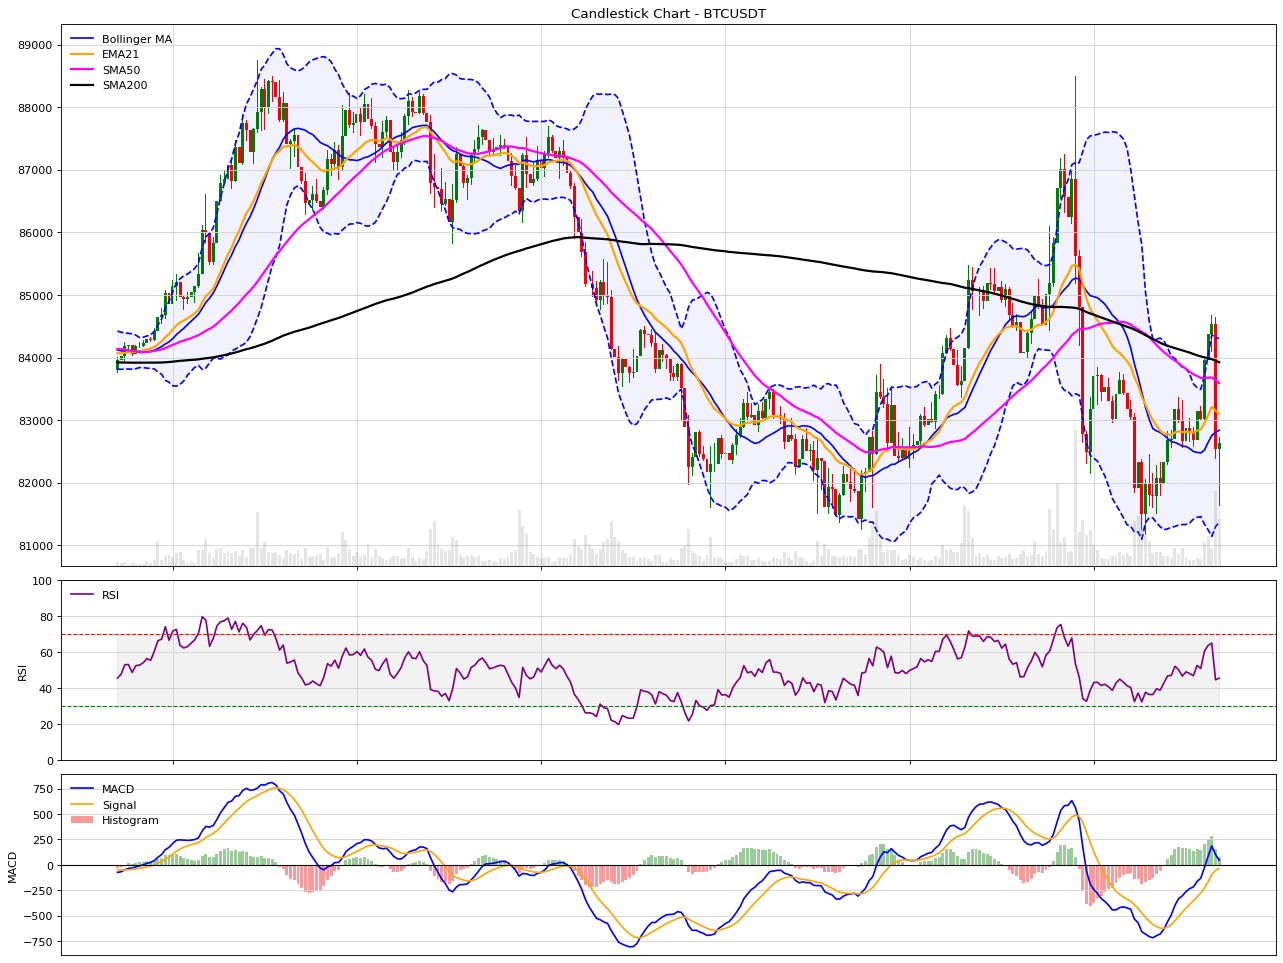 Candlestick Chart - BTCUSDT
Bollinger MA
EMA21
SMA50
SMA200
89000
88000
87000
86000
85000
84000
83000
82000
81000
RSI
RSI
100
80
60
40
20
0
MACD
Signal
Histogram
MACD
750
500
250
0
−250
−500
−750